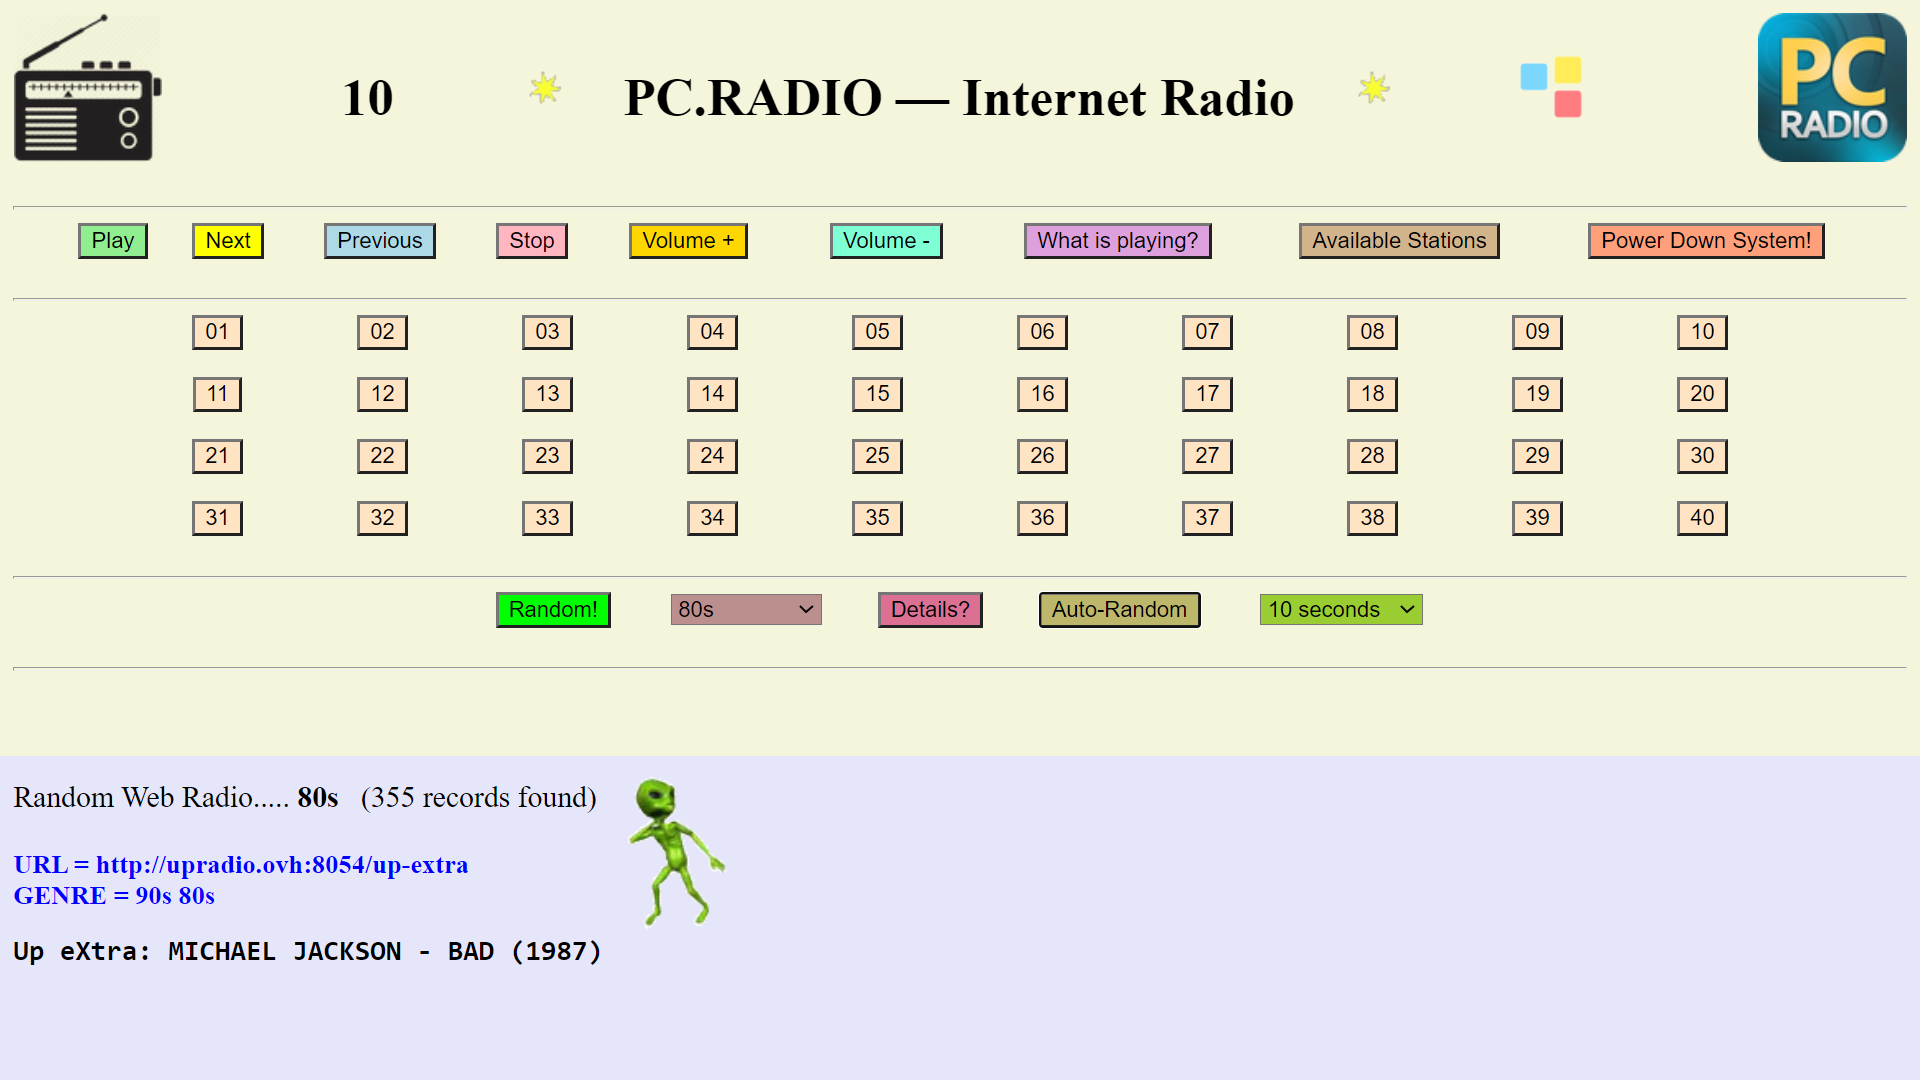 10 PC.RADIO — Internet Radio PC
RADIO
Play Next Previous Stop Volume + Volume - What is playing? Available Stations Power Down System!
01 02 03 04 05 06 07 08 09 10
11 12 13 14 15 16 17 18 19 20
21 22 23 24 25 26 27 28 29 30
31 32 33 34 35 36 37 38 39 40
Random! 80s Details? Auto-Random 10 seconds
Random Web Radio..... 80s (355 records found)
URL = http://upradio.ovh:8054/up-extra
GENRE = 90s 80s
Up eXtra: MICHAEL JACKSON - BAD (1987)